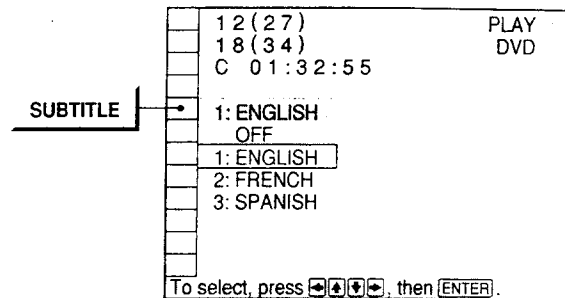 12(27) PLAY
18(34) DVD
C 01:32:55
SUBTITLE
1: ENGLISH
OFF
1: ENGLISH
2: FRENCH
3: SPANISH
To select, press ←↑↓→, then ENTER.